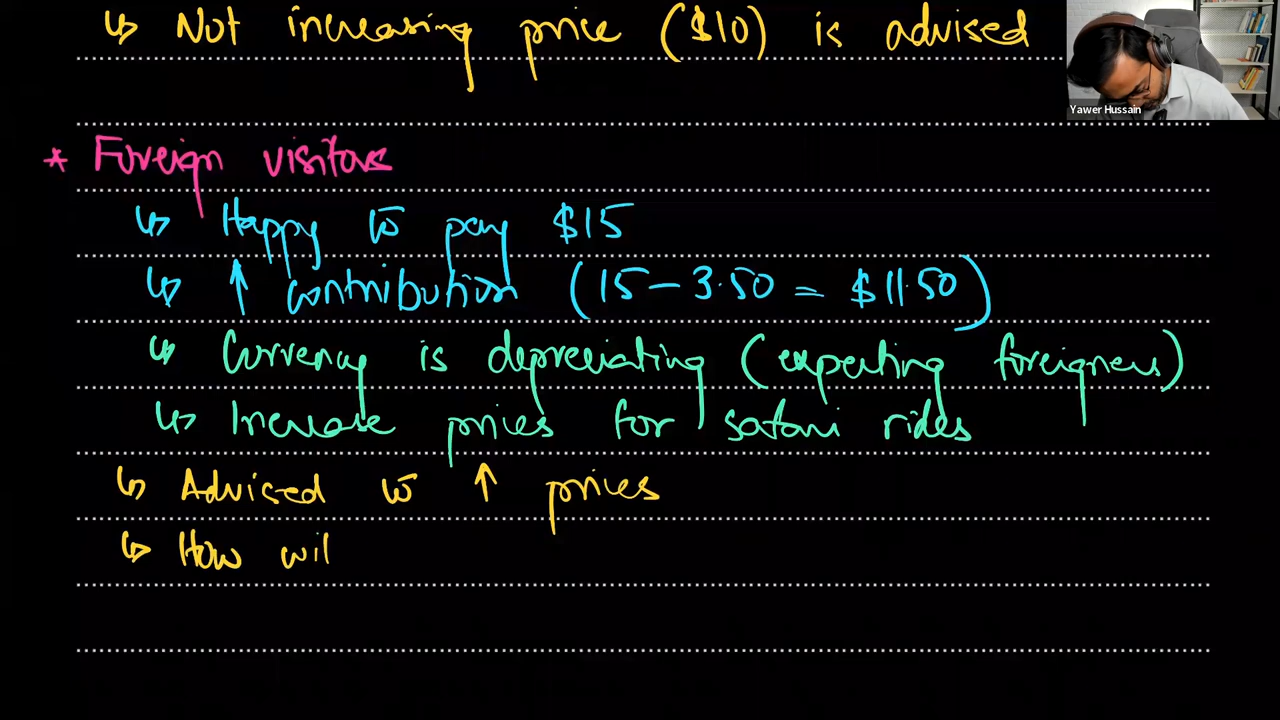 ↳ Not increasing price ($10) is advised
Yawer Hussain
* Foreign visitors
↳ Happy to pay $15
↳ ↑ contribution (15 - 3.50 = $11.50)
↳ Currency is depreciating (expecting foreigners)
↳ Increase prices for safari rides
↳ Advised to ↑ prices
↳ How wil